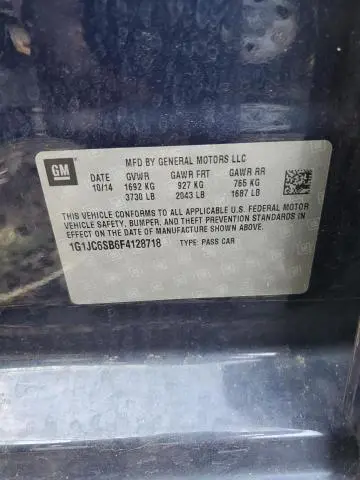 GM
MFD BY GENERAL MOTORS LLC
DATE GVWR GAWR FRT GAWR RR
10/14 1692 KG 927 KG 765 KG
3730 LB 2043 LB 1687 LB
THIS VEHICLE CONFORMS TO ALL APPLICABLE U.S. FEDERAL MOTOR
VEHICLE SAFETY, BUMPER, AND THEFT PREVENTION STANDARDS
IN EFFECT ON THE DATE OF MANUFACTURE SHOWN ABOVE.
1G1JC6SB6F4128718 TYPE: PASS CAR